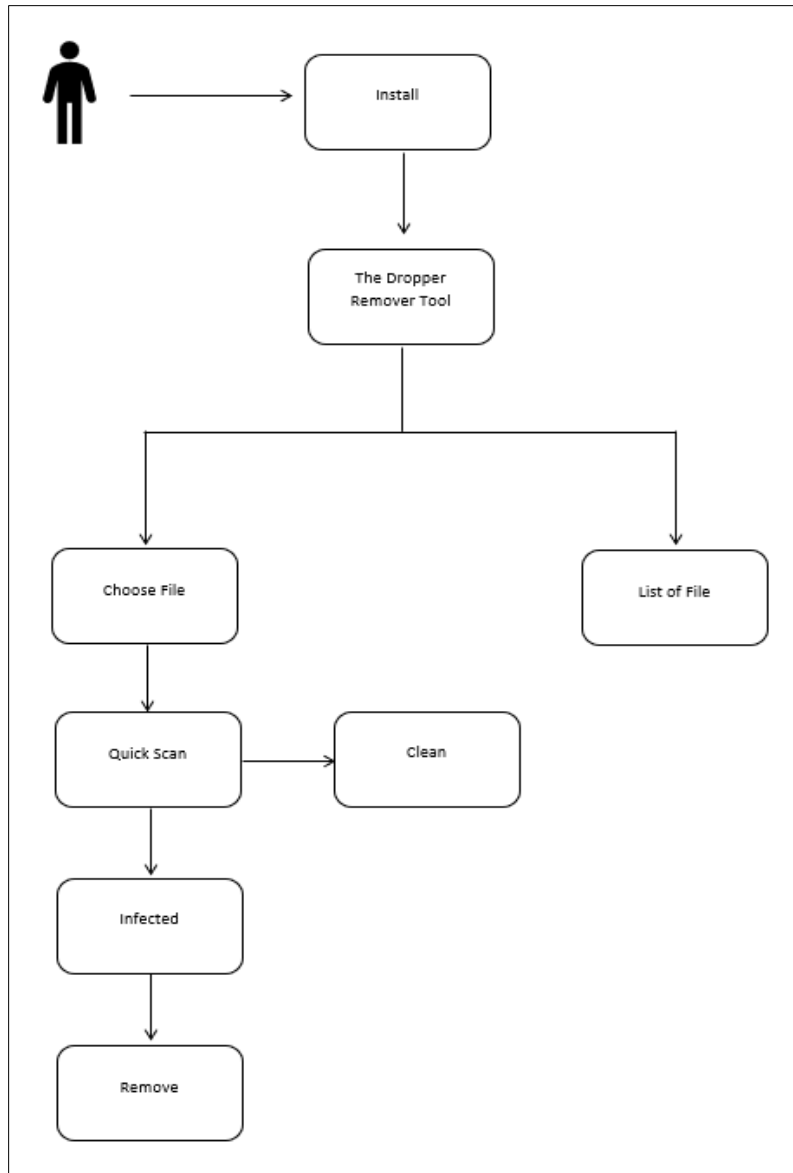 Install
The Dropper
Remover Tool
Choose File
List of File
Quick Scan
Clean
Infected
Remove